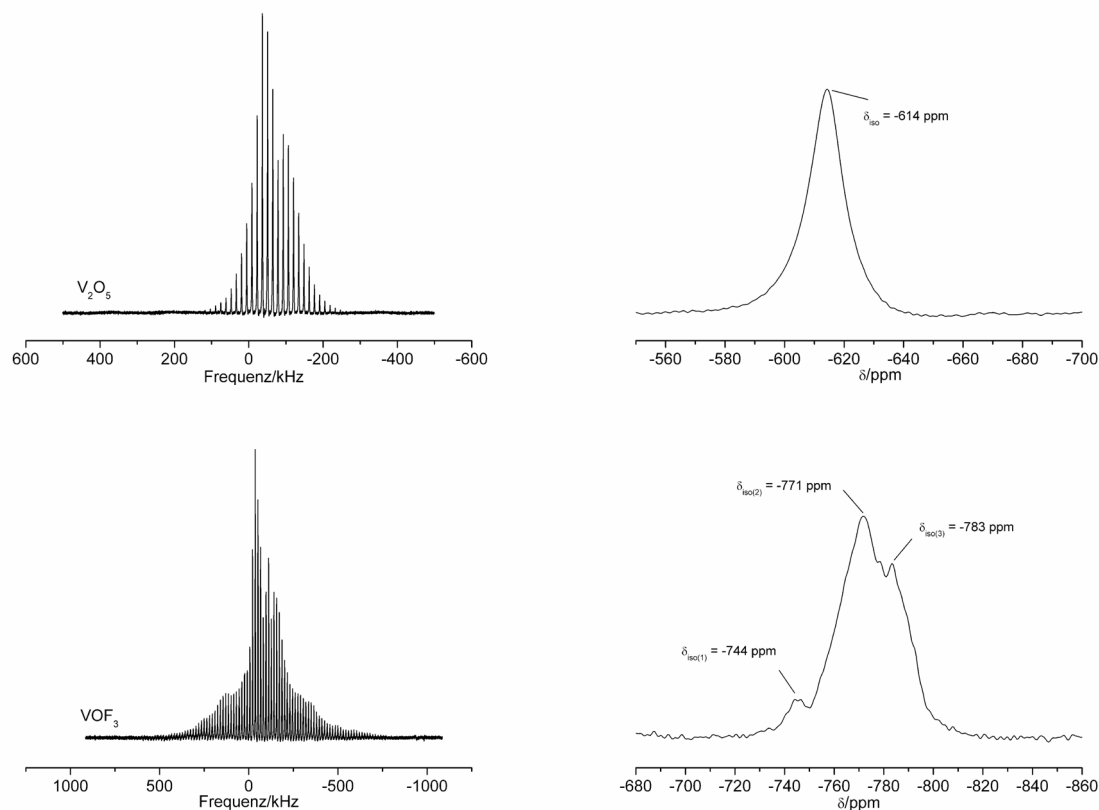 δiso = -614 ppm
V2O5
600 400 200 0 -200 -400 -600
Frequenz/kHz
-560 -580 -600 -620 -640 -660 -680 -700
δ/ppm
δiso(2) = -771 ppm
δiso(3) = -783 ppm
δiso(1) = -744 ppm
VOF3
1000 500 0 -500 -1000
Frequenz/kHz
-680 -700 -720 -740 -760 -780 -800 -820 -840 -860
δ/ppm